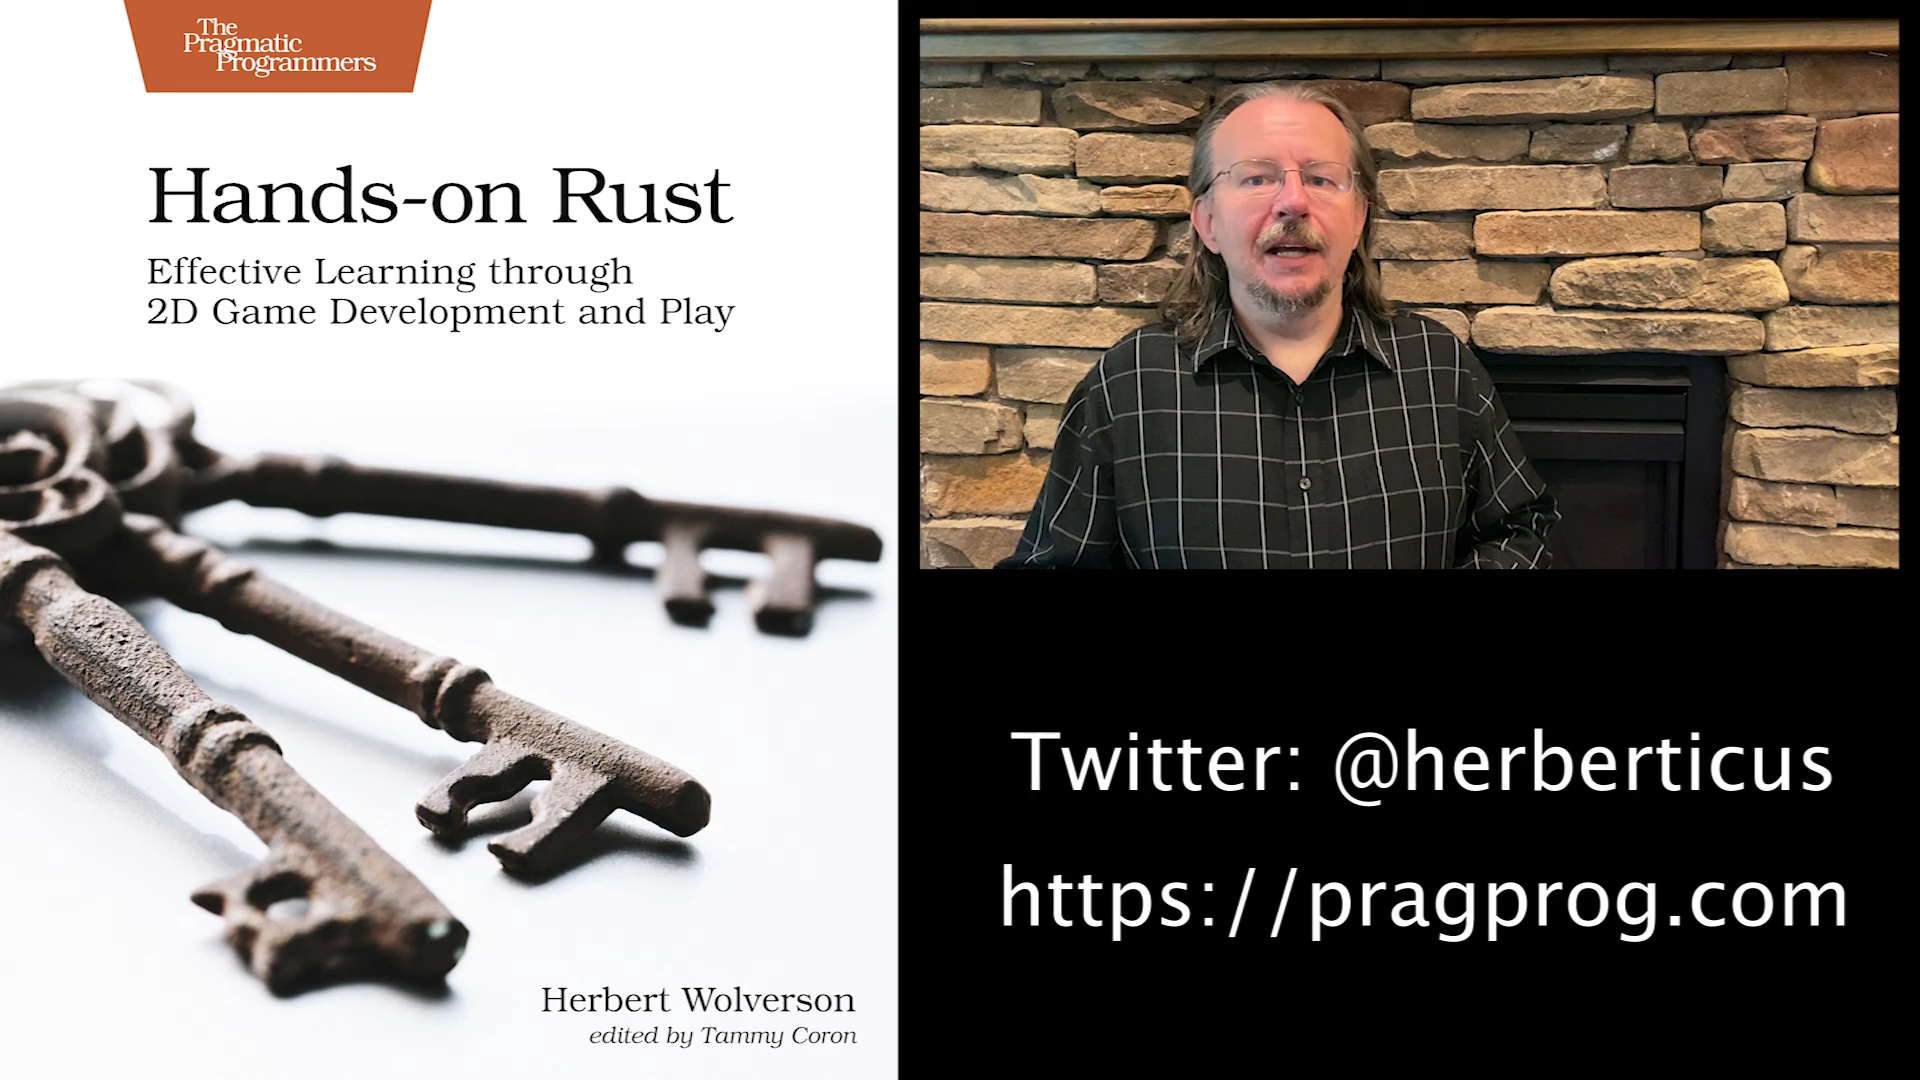 The
Pragmatic
Programmers
Hands-on Rust
Effective Learning through
2D Game Development and Play
Herbert Wolverson
edited by Tammy Coron
Twitter: @herberticus
https://pragprog.com